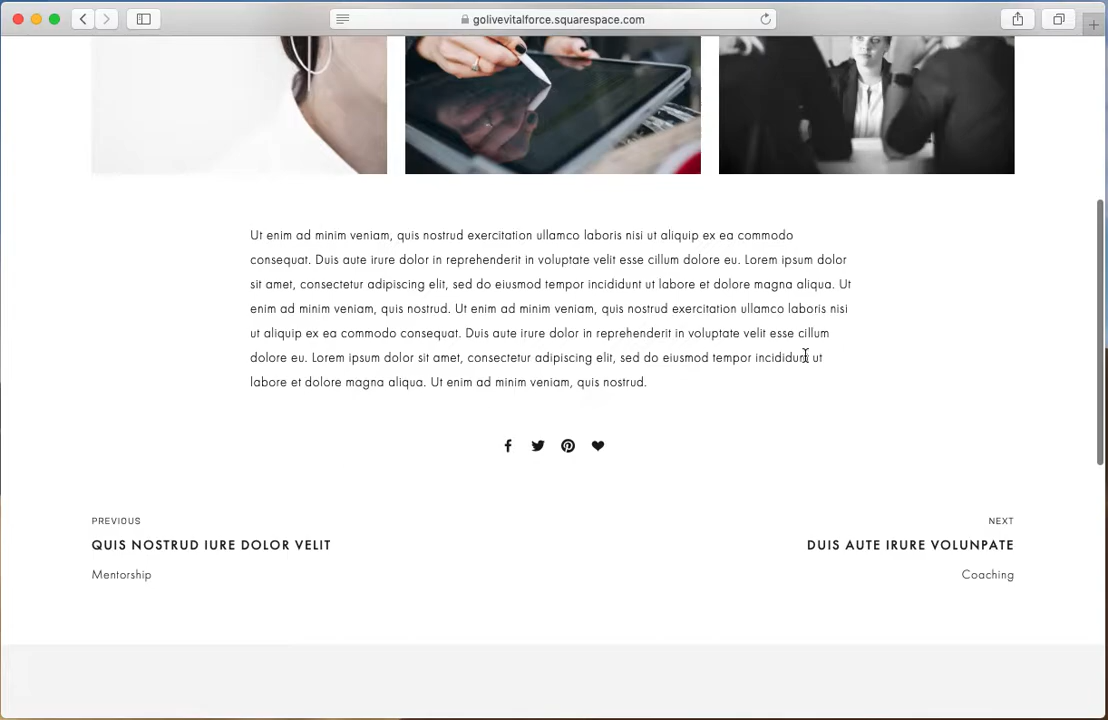 golivevitalforce.squarespace.com
Ut enim ad minim veniam, quis nostrud exercitation ullamco laboris nisi ut aliquip ex ea commodo
consequat. Duis aute irure dolor in reprehenderit in voluptate velit esse cillum dolore eu. Lorem ipsum dolor
sit amet, consectetur adipiscing elit, sed do eiusmod tempor incididunt ut labore et dolore magna aliqua. Ut
enim ad minim veniam, quis nostrud. Ut enim ad minim veniam, quis nostrud exercitation ullamco laboris nisi
ut aliquip ex ea commodo consequat. Duis aute irure dolor in reprehenderit in voluptate velit esse cillum
dolore eu. Lorem ipsum dolor sit amet, consectetur adipiscing elit, sed do eiusmod tempor incididunt ut
labore et dolore magna aliqua. Ut enim ad minim veniam, quis nostrud.
PREVIOUS
QUIS NOSTRUD IURE DOLOR VELIT
Mentorship
NEXT
DUIS AUTE IRURE VOLUNPATE
Coaching